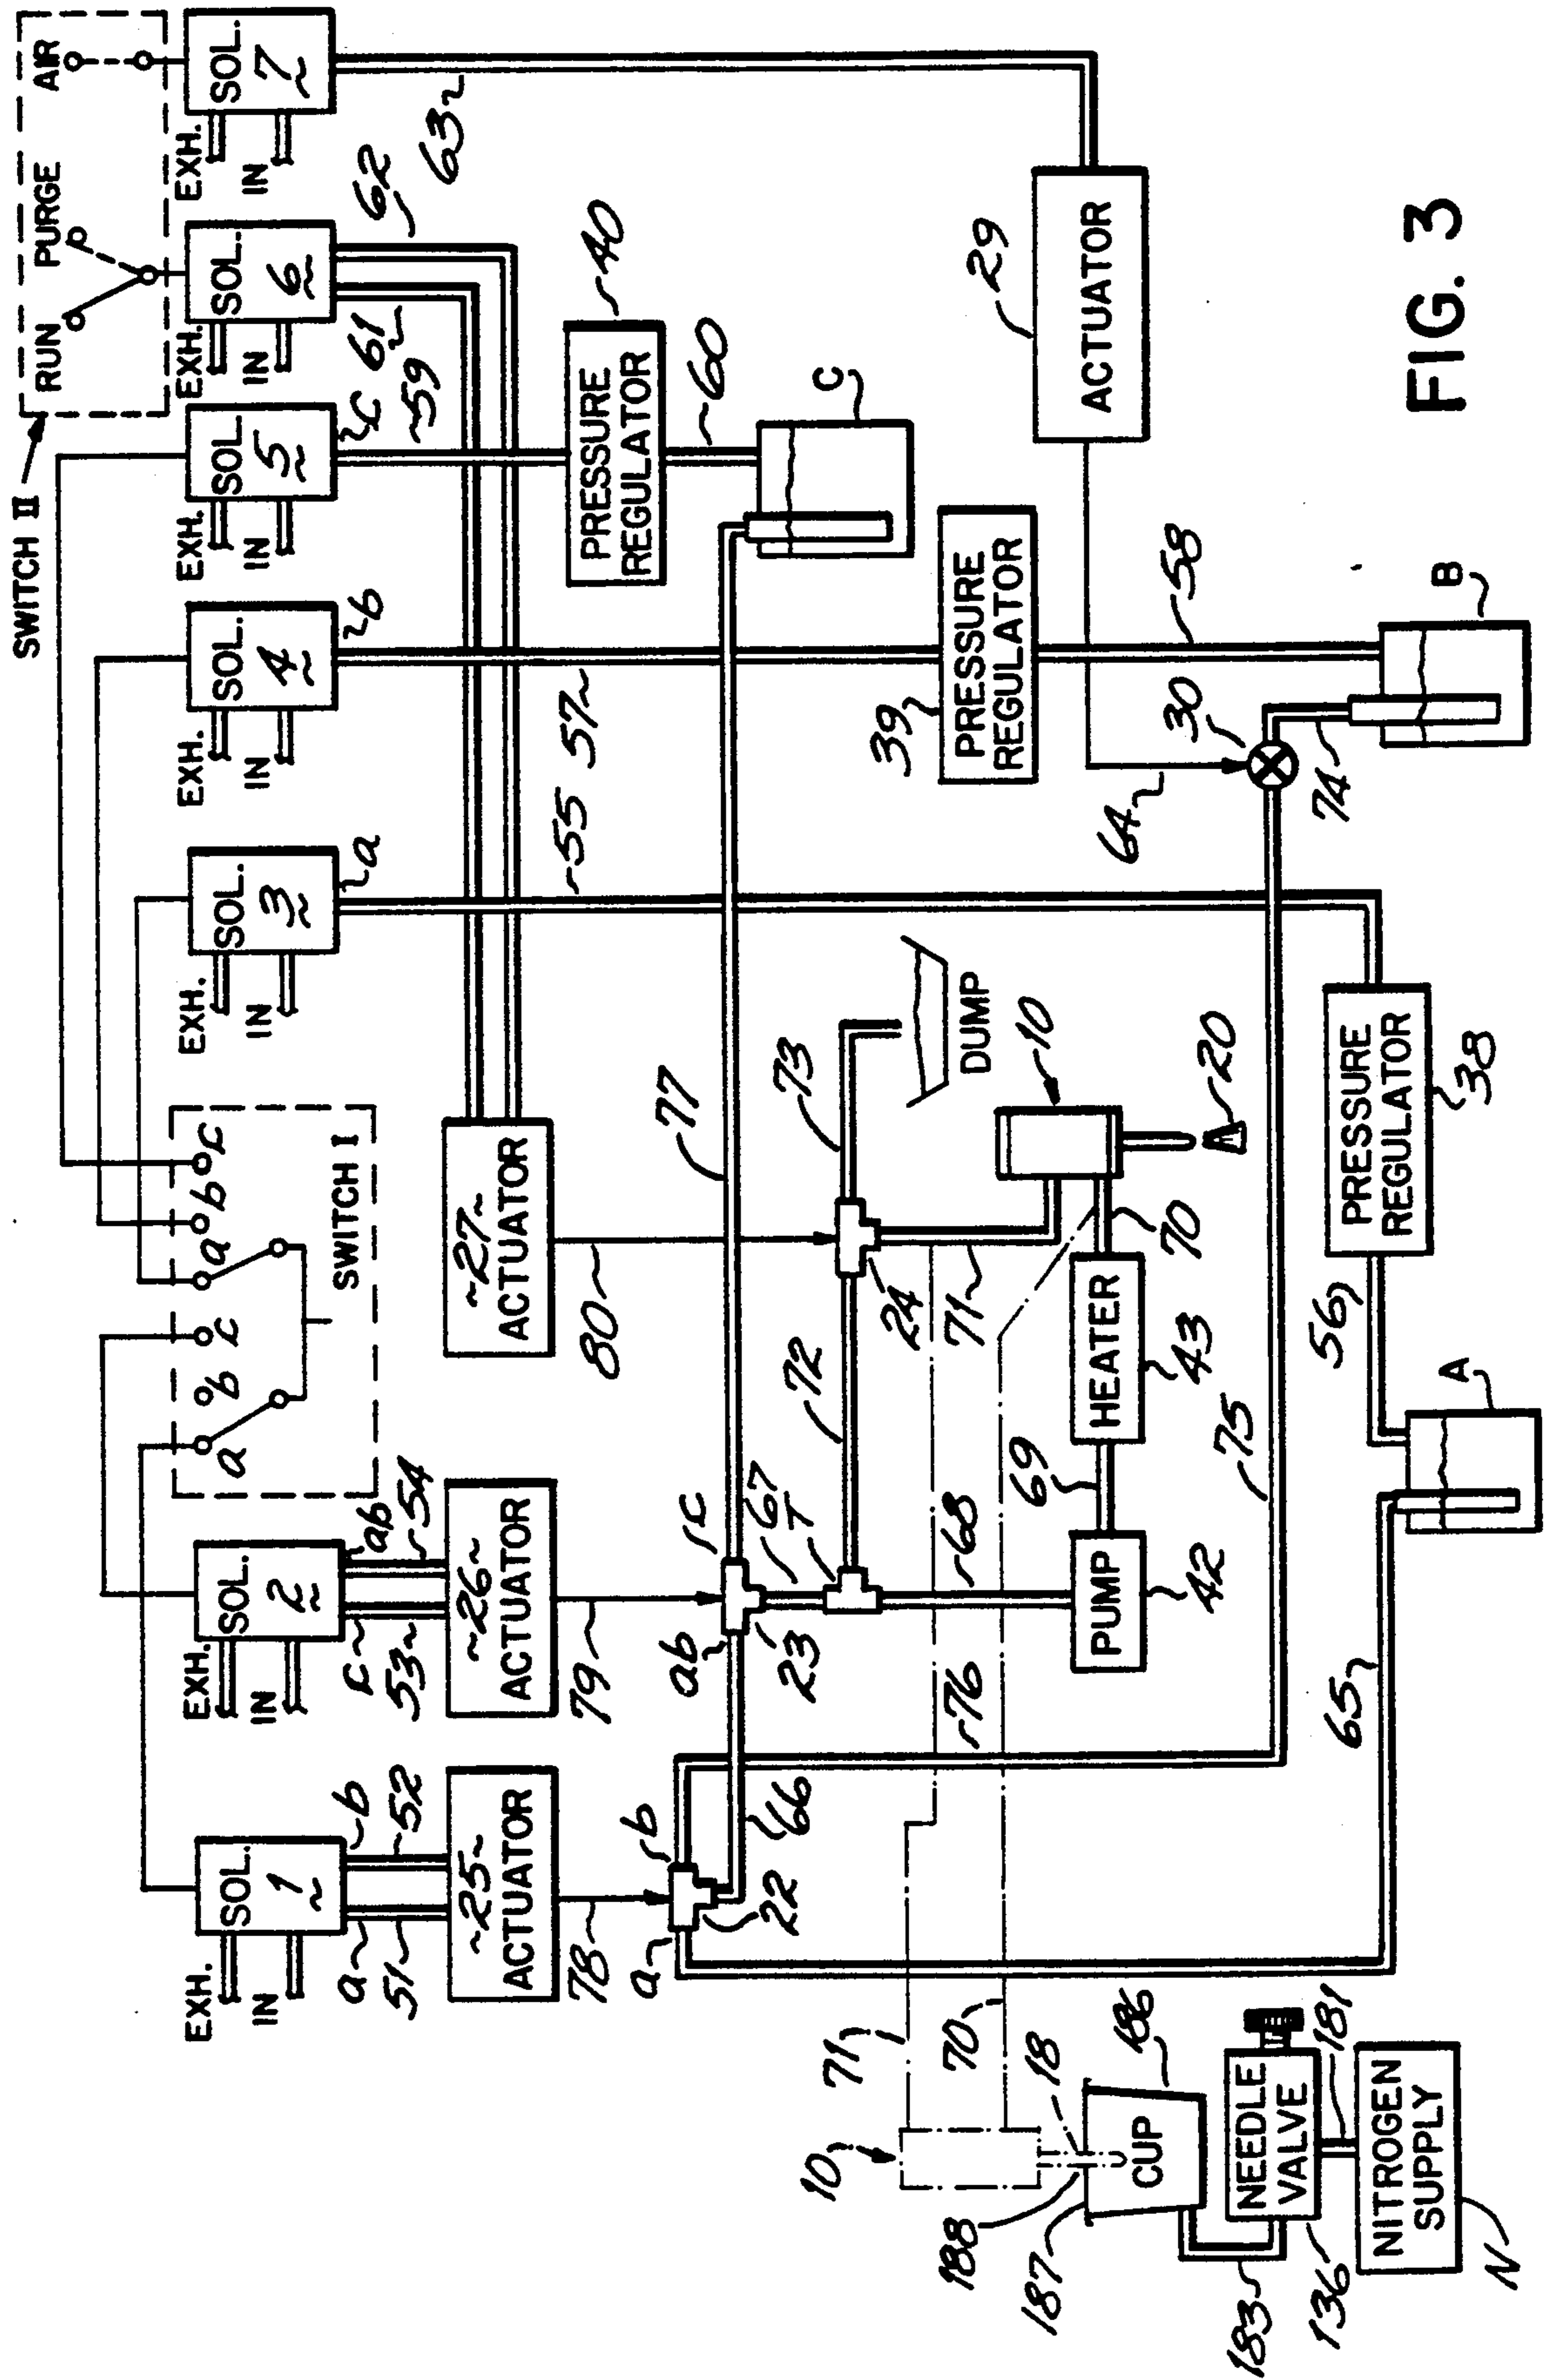 SWITCH II
RUN PURGE AIR
EXH.
IN
SOL.
1
a
b
51
52
~25~
ACTUATOR
78
EXH.
IN
SOL.
2
c
ab
53
54
~26~
ACTUATOR
79
a b c a b c
SWITCH I
~27~
ACTUATOR
80
EXH.
IN
SOL.
3
a
55
EXH.
IN
SOL.
4
b
57
EXH.
IN
SOL.
5
c
59
EXH.
IN
SOL.
6
61
62
EXH.
IN
SOL.
7
63
PRESSURE
REGULATOR
40
60
C
77
a
b
22
66
ab
c
23
67
T
72
24
73
DUMP
71
68
76
PUMP
42
69
HEATER
43
70
10
20
39
PRESSURE
REGULATOR
58
29
ACTUATOR
64
30
74
B
75
65
A
56
PRESSURE
REGULATOR
38
71
70
10
18
188
187
CUP
186
183
NEEDLE
VALVE
136
181
NITROGEN
SUPPLY
N
FIG. 3